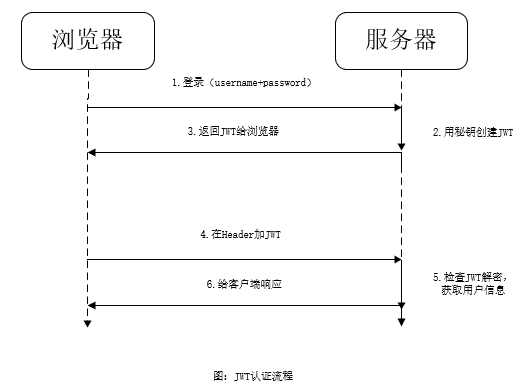 浏览器
服务器
1.登录（username+password）
3.返回JWT给浏览器
2.用秘钥创建JWT
4.在Header加JWT
6.给客户端响应
5.检查JWT解密，
获取用户信息
图：JWT认证流程